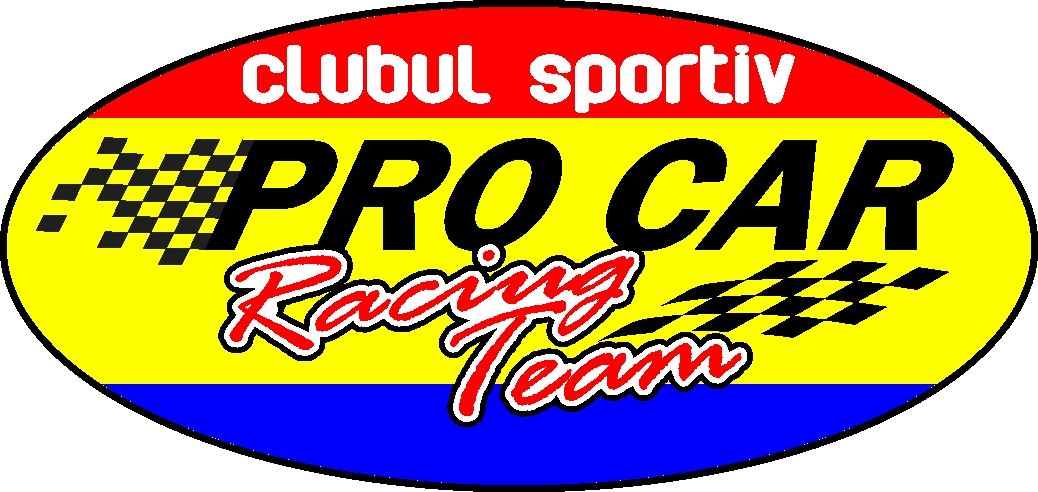 clubul sportiv
PRO CAR
Racing
Team